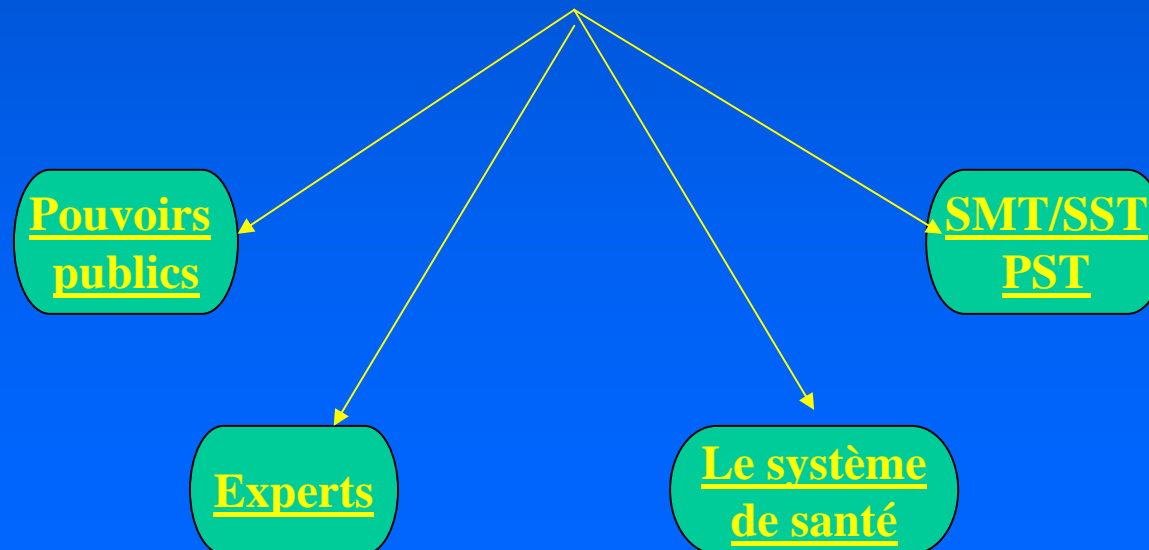 Pouvoirs
publics
SMT/SST
PST
Experts
Le système
de santé